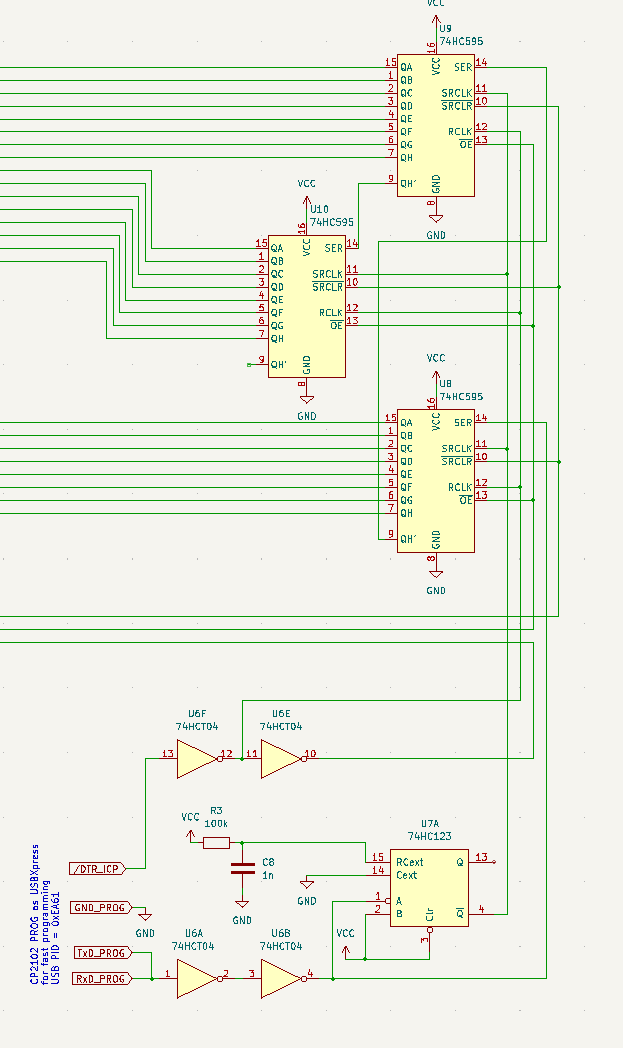 VCC
U9
74HC595
16
VCC
15 QA SER 14
1 QB
2 QC SRCLK 11
3 QD SRCLR 10
4 QE
5 QF RCLK 12
6 QG OE 13
7 QH
9 QH'
GND
8
GND
VCC
U10
74HC595
16
VCC
15 QA SER 14
1 QB
2 QC SRCLK 11
3 QD SRCLR 10
4 QE
5 QF RCLK 12
6 QG OE 13
7 QH
9 QH'
GND
8
GND
VCC
U8
74HC595
16
VCC
15 QA SER 14
1 QB
2 QC SRCLK 11
3 QD SRCLR 10
4 QE
5 QF RCLK 12
6 QG OE 13
7 QH
9 QH'
GND
8
GND
U6F
74HCT04
13 12
U6E
74HCT04
11 10
VCC
R3
100k
C8
1n
GND
GND
U7A
74HC123
15 RCext Q 13
14 Cext
1 A
2 B Clr Q 4
3
VCC
/DTR_ICP
GND_PROG
GND
TxD_PROG
RxD_PROG
U6A
74HCT04
1 2
U6B
74HCT04
3 4
CP2102 PROG as USBXpress
for fast programming
USB PID = 0xEA61